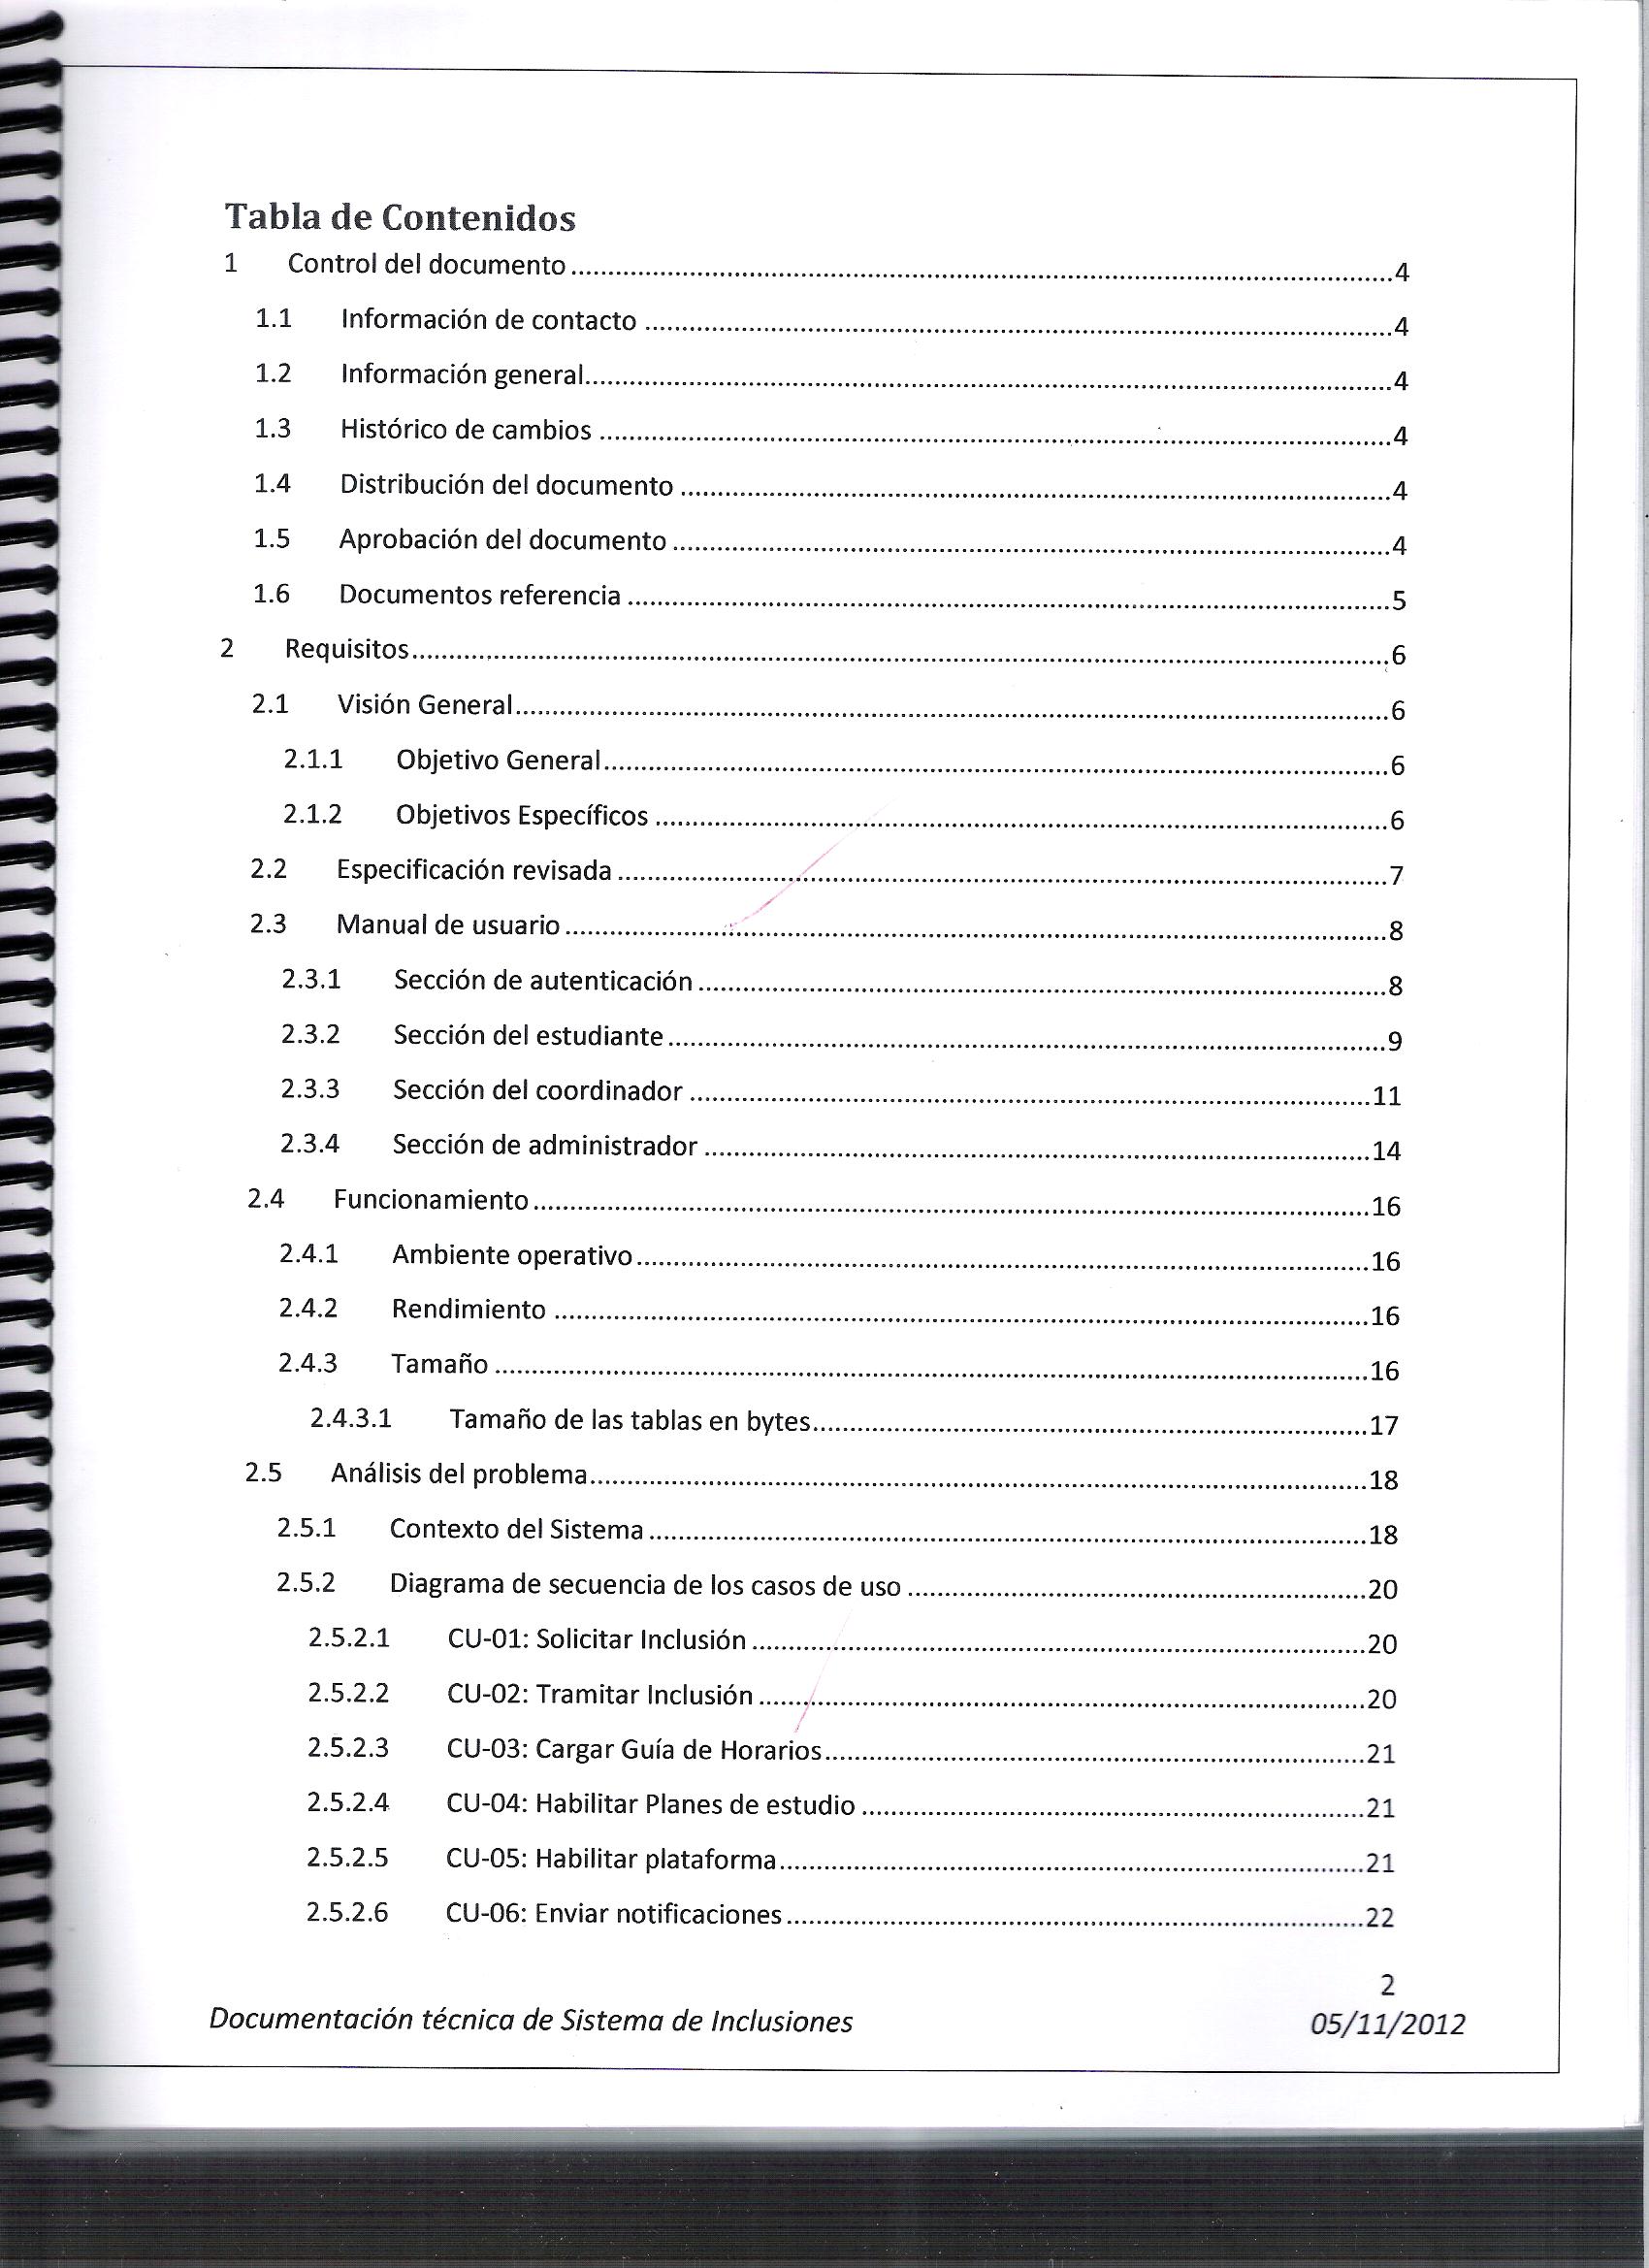 Tabla de Contenidos
1 Control del documento ........ 4
1.1 Información de contacto ........ 4
1.2 Información general ........ 4
1.3 Histórico de cambios ........ 4
1.4 Distribución del documento ........ 4
1.5 Aprobación del documento ........ 4
1.6 Documentos referencia ........ 5
2 Requisitos ........ 6
2.1 Visión General ........ 6
2.1.1 Objetivo General ........ 6
2.1.2 Objetivos Específicos ........ 6
2.2 Especificación revisada ........ 7
2.3 Manual de usuario ........ 8
2.3.1 Sección de autenticación ........ 8
2.3.2 Sección del estudiante ........ 9
2.3.3 Sección del coordinador ........ 11
2.3.4 Sección de administrador ........ 14
2.4 Funcionamiento ........ 16
2.4.1 Ambiente operativo ........ 16
2.4.2 Rendimiento ........ 16
2.4.3 Tamaño ........ 16
2.4.3.1 Tamaño de las tablas en bytes ........ 17
2.5 Análisis del problema ........ 18
2.5.1 Contexto del Sistema ........ 18
2.5.2 Diagrama de secuencia de los casos de uso ........ 20
2.5.2.1 CU-01: Solicitar Inclusión ........ 20
2.5.2.2 CU-02: Tramitar Inclusión ........ 20
2.5.2.3 CU-03: Cargar Guía de Horarios ........ 21
2.5.2.4 CU-04: Habilitar Planes de estudio ........ 21
2.5.2.5 CU-05: Habilitar plataforma ........ 21
2.5.2.6 CU-06: Enviar notificaciones ........ 22
2
Documentación técnica de Sistema de Inclusiones 05/11/2012